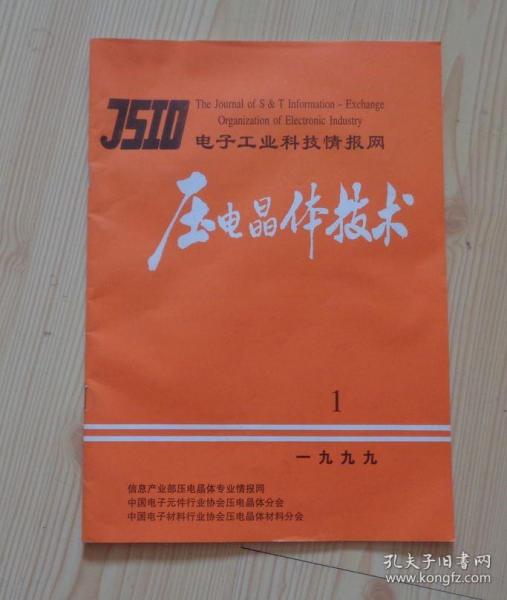 JSIO
The Journal of S & T Information - Exchange
Organization of Electronic Industry
电子工业科技情报网
压电晶体技术
1
一九九九
信息产业部压电晶体专业情报网
中国电子元件行业协会压电晶体分会
中国电子材料行业协会压电晶体材料分会
孔夫子旧书网
www.kongfz.com